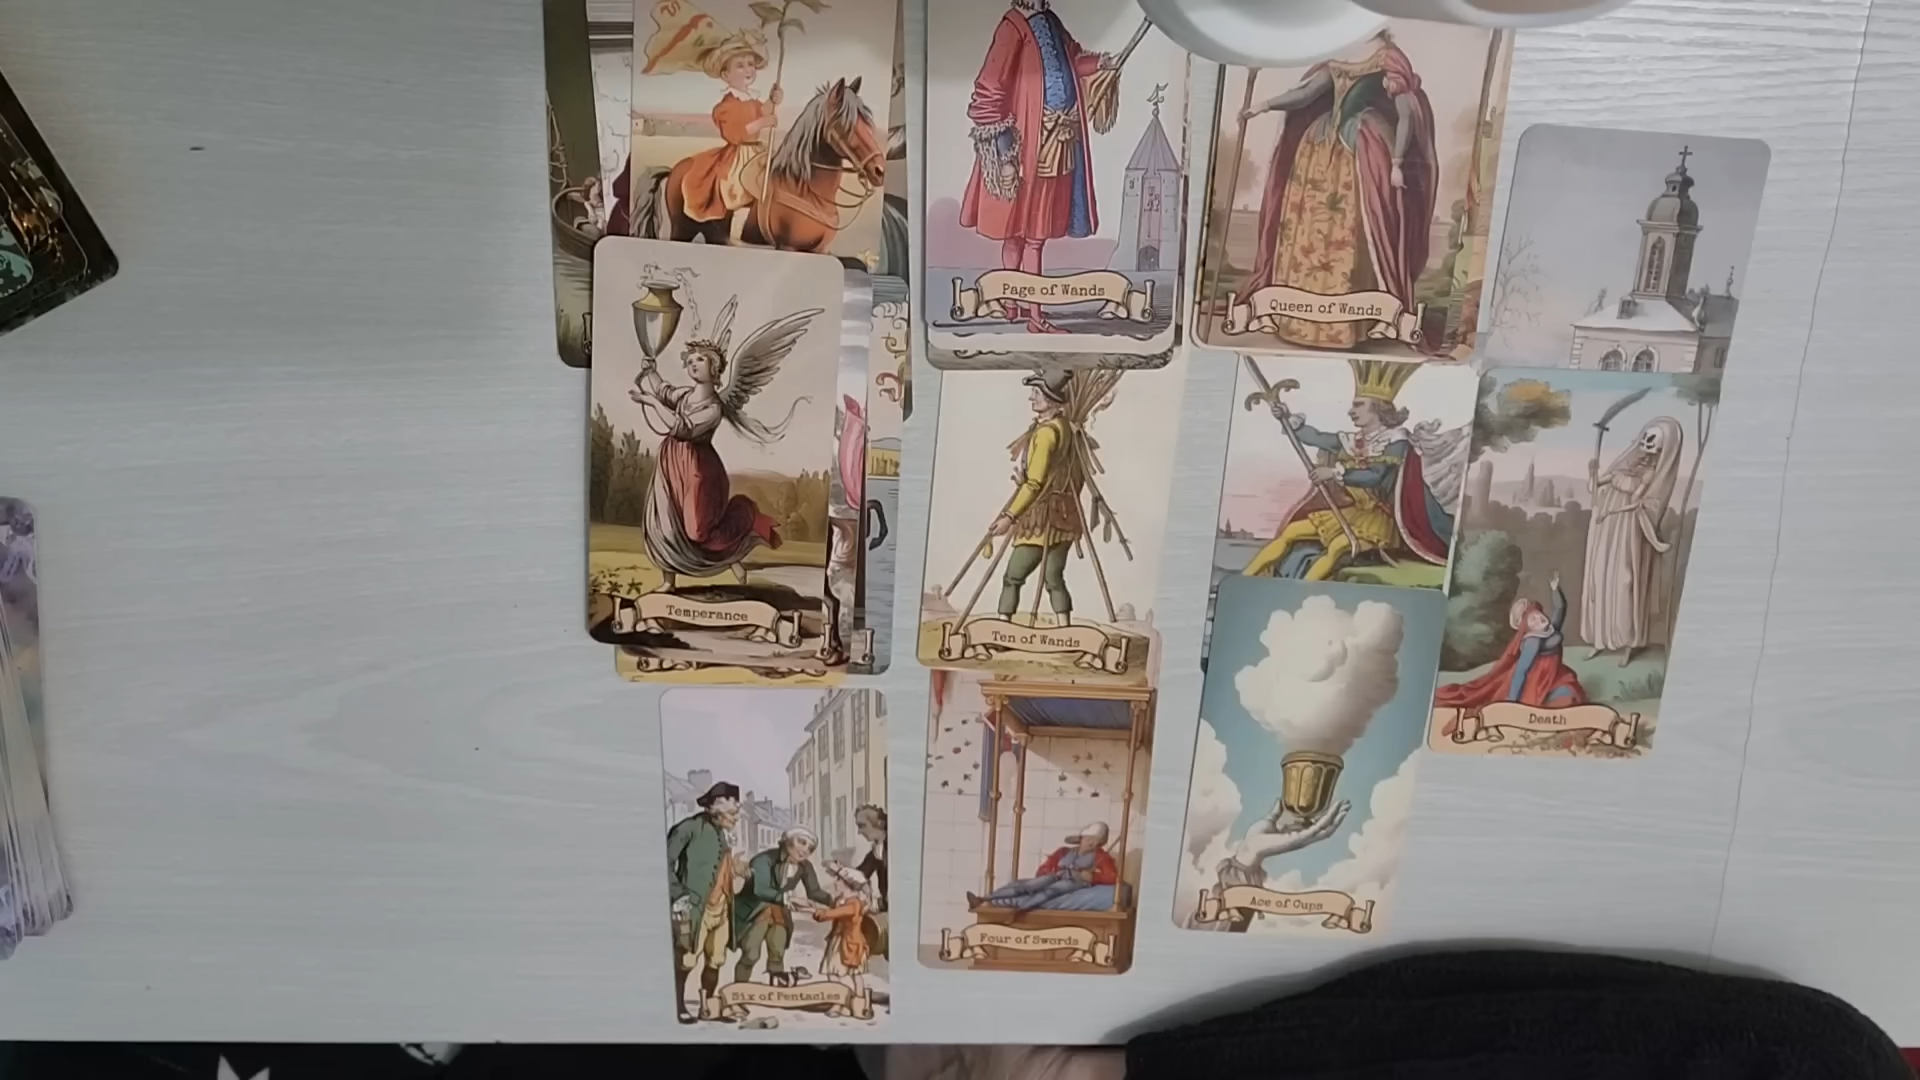 Page of Wands
Queen of Wands
Temperance
Ten of Wands
Death
Ace of Cups
Four of Swords
Six of Pentacles